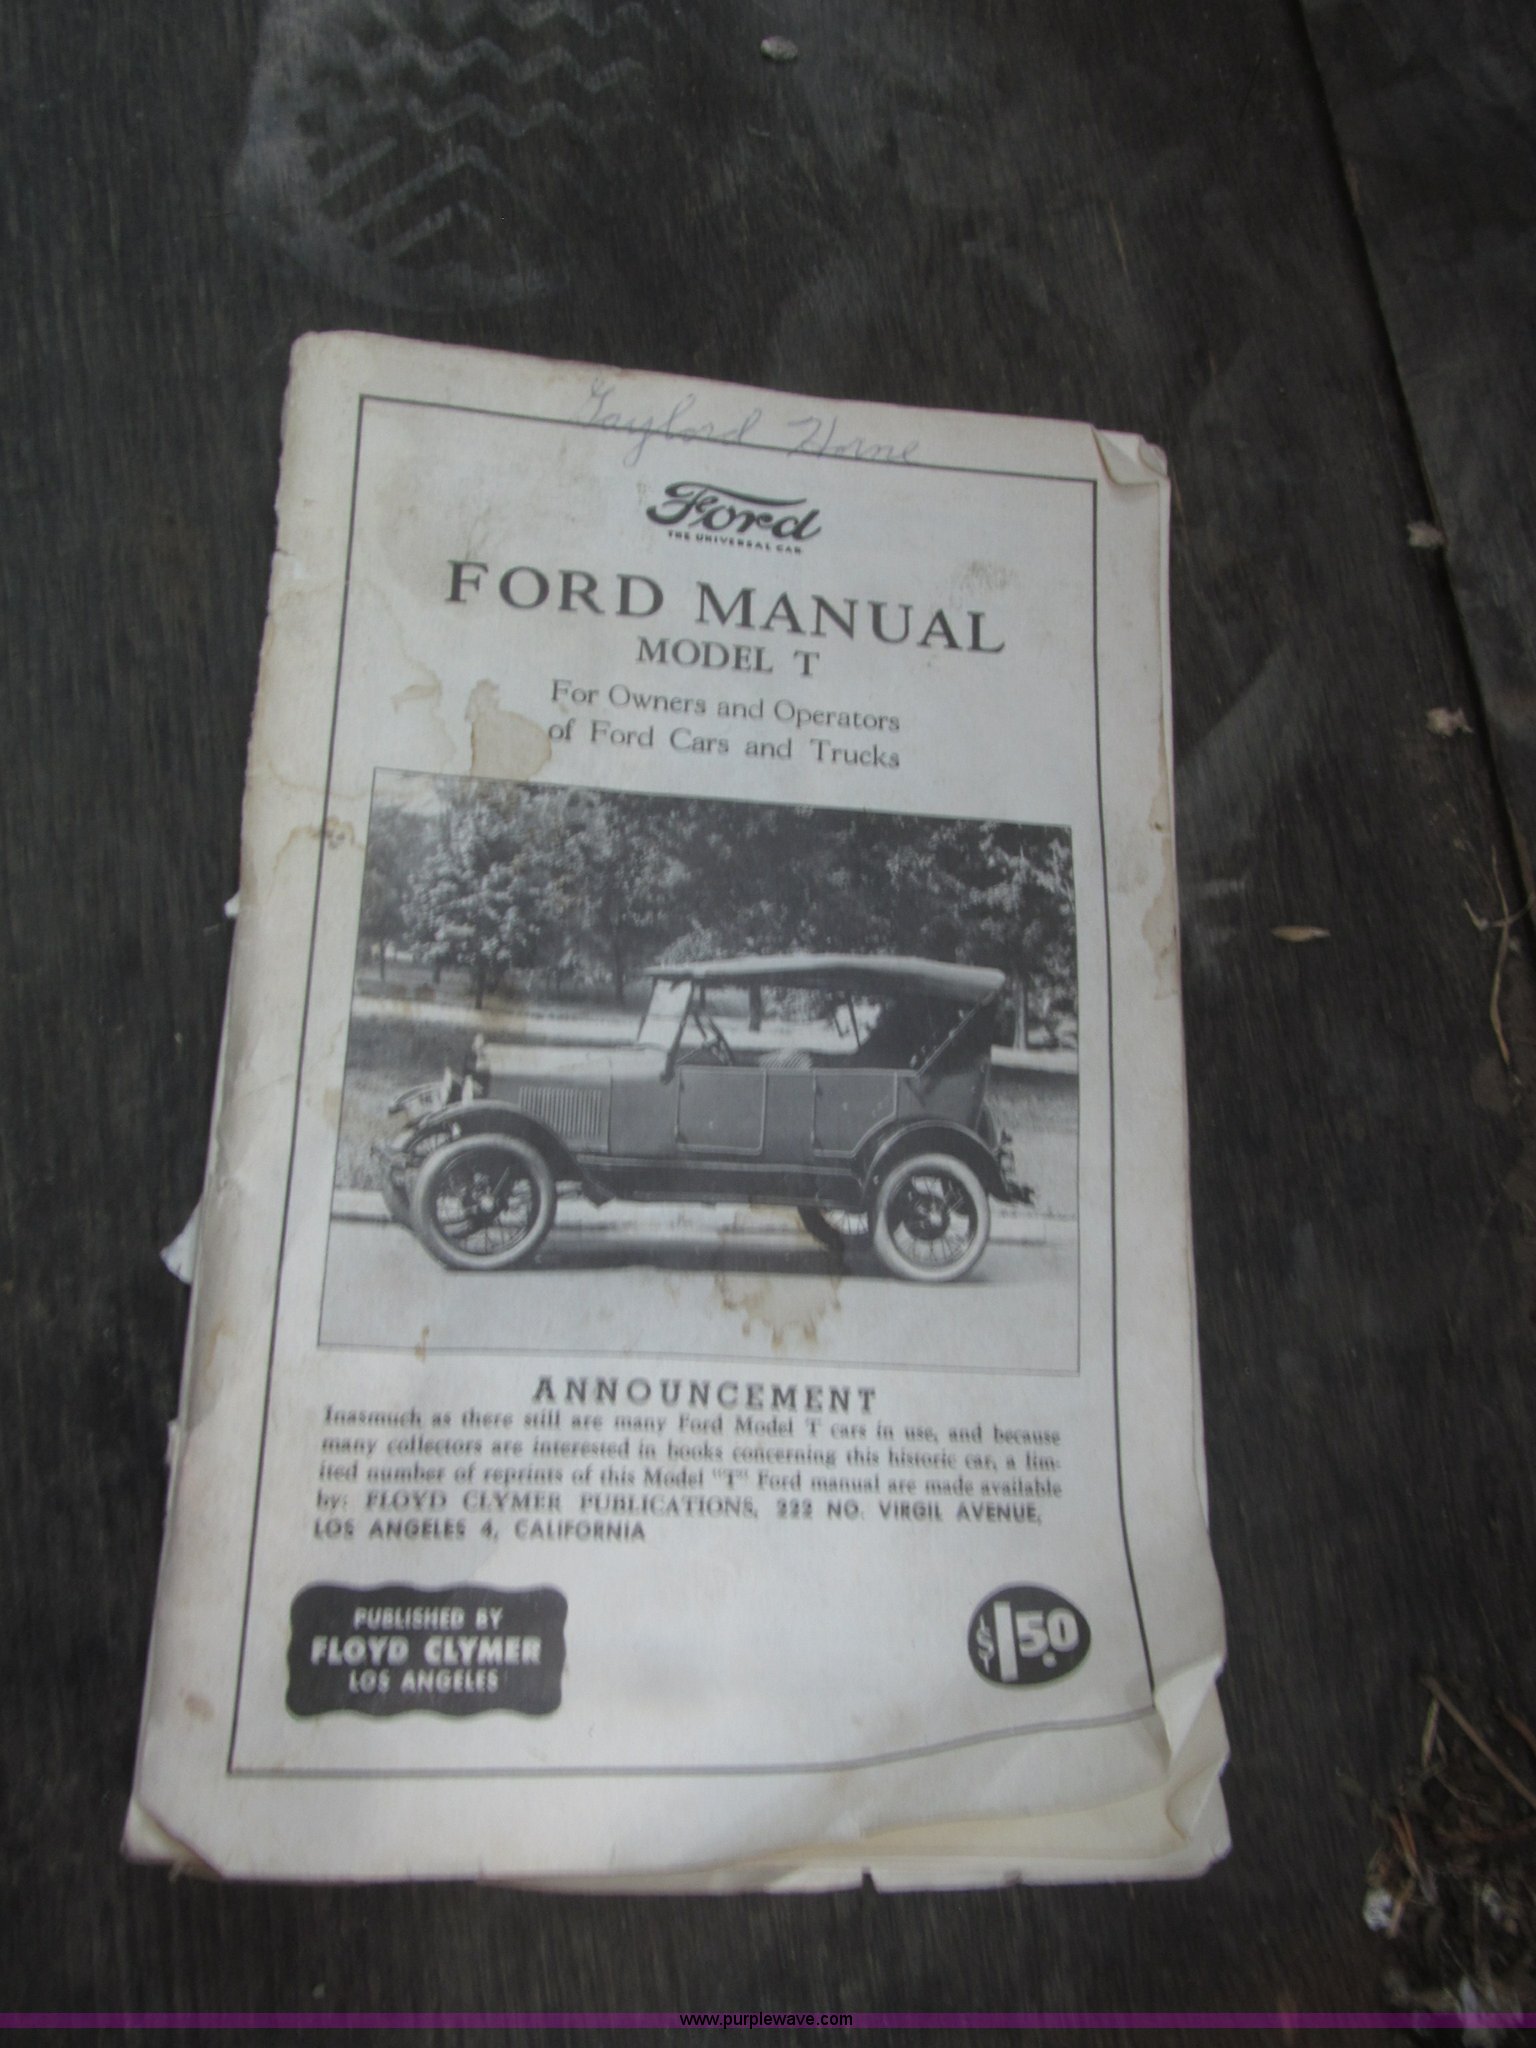 Gaylord Horne
Ford
THE UNIVERSAL CAR
FORD MANUAL
MODEL T
For Owners and Operators
of Ford Cars and Trucks
ANNOUNCEMENT
Inasmuch as there still are many Ford Model T cars in use, and because
many collectors are interested in books concerning this historic car, a lim-
ited number of reprints of this Model "T" Ford manual are made available
by: FLOYD CLYMER PUBLICATIONS, 222 NO. VIRGIL AVENUE,
LOS ANGELES 4, CALIFORNIA
PUBLISHED BY
FLOYD CLYMER
LOS ANGELES
$1.50
www.purplewave.com